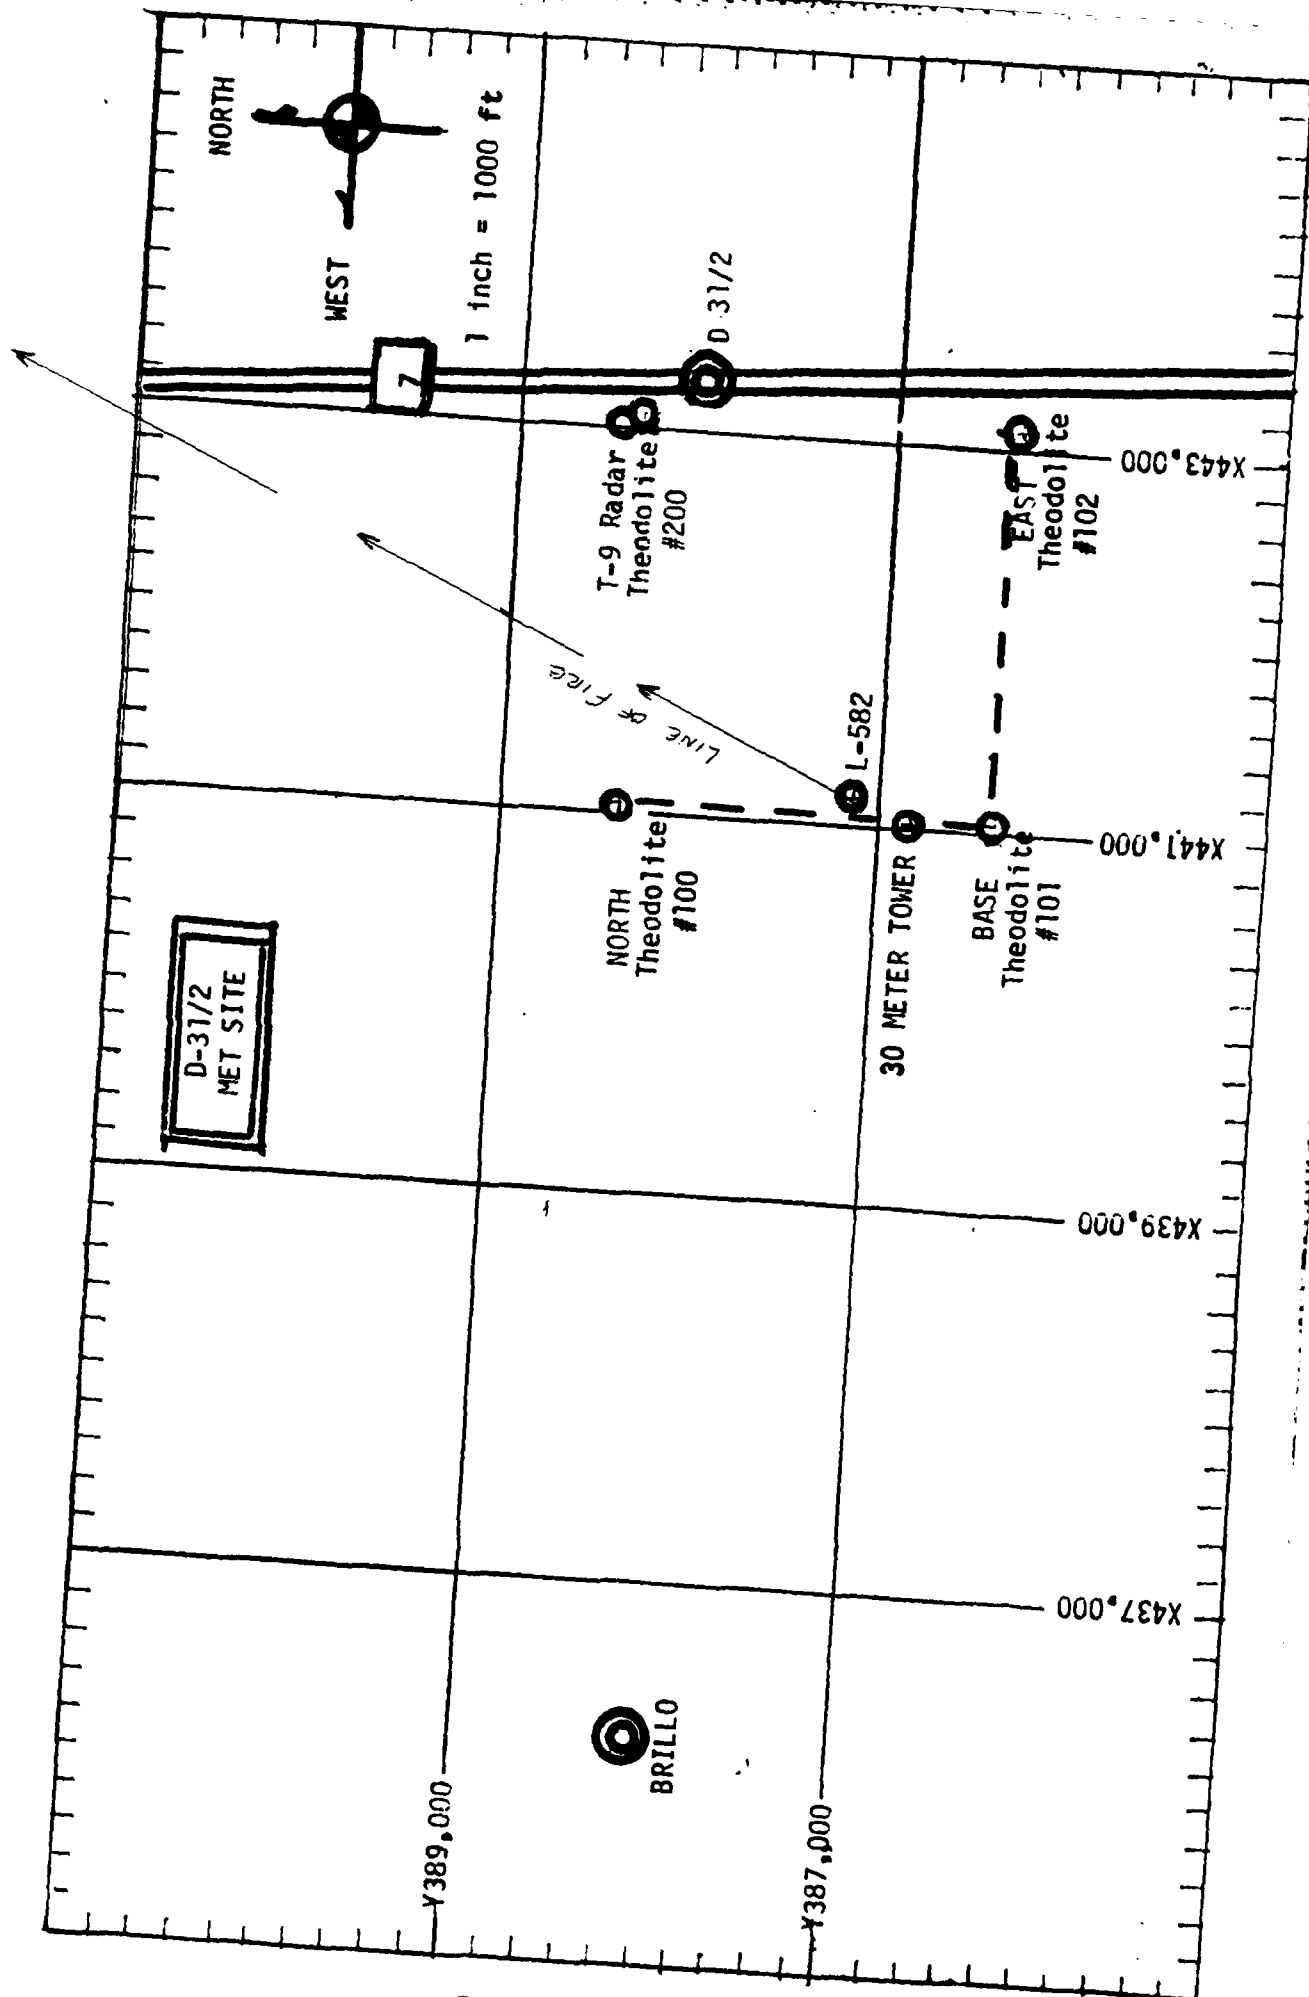 NORTH
WEST
1 inch = 1000 ft
7
D 31/2
T-9 Radar
Theodolite
#200
X443,000
EAST
Theodolite
#102
LINE OF FIRE
L-582
NORTH
Theodolite
#100
30 METER TOWER
BASE
Theodolite
#101
X441,000
D-31/2
MET SITE
X439,000
X437,000
BRILLO
Y389,000
Y387,000